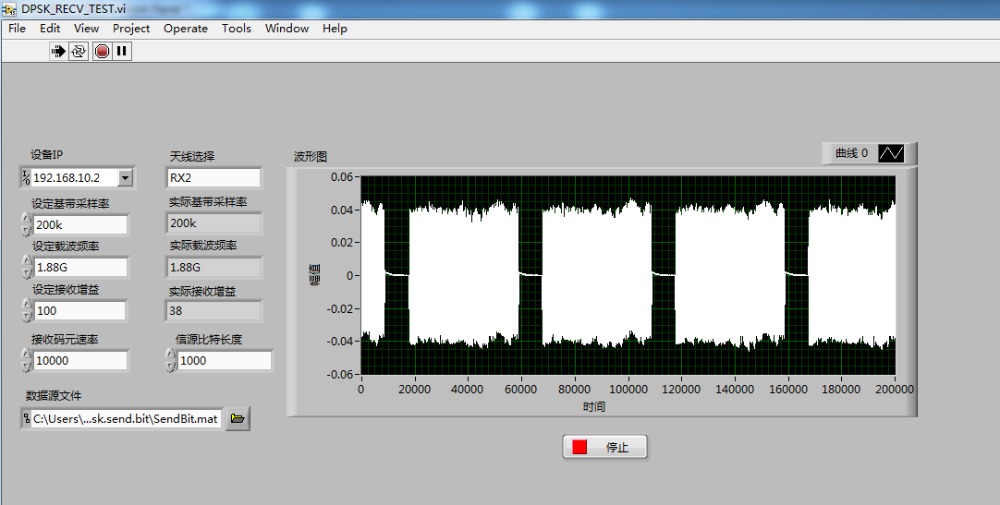 DPSK_RECV_TEST.vi
File Edit View Project Operate Tools Window Help
设备IP
192.168.10.2
天线选择
RX2
设定基带采样率
200k
实际基带采样率
200k
设定载波频率
1.88G
实际载波频率
1.88G
设定接收增益
100
实际接收增益
38
接收码元速率
10000
信源比特长度
1000
数据源文件
C:\Users\...sk.send.bit\SendBit.mat
波形图
曲线 0
幅值
0.06
0.04
0.02
0
-0.02
-0.04
-0.06
0 20000 40000 60000 80000 100000 120000 140000 160000 180000 200000
时间
停止